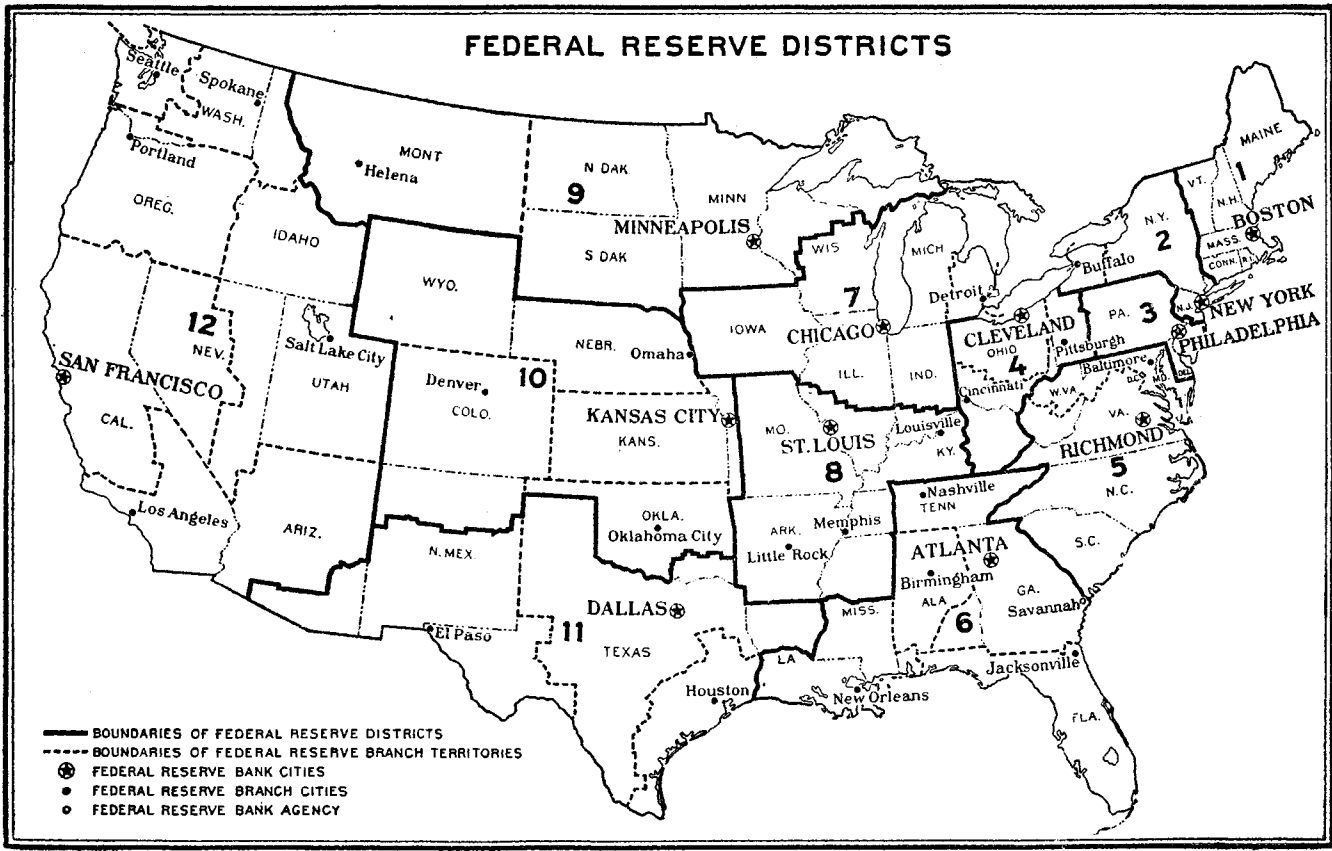 FEDERAL RESERVE DISTRICTS
Seattle
Spokane
WASH.
Portland
OREG.
IDAHO
MONT
Helena
N DAK
9
S DAK
MINN
MINNEAPOLIS
WIS
MICH
MAINE
VT.
1
N.H.
BOSTON
MASS.
CONN.
R.I.
N.Y.
2
Buffalo
NEW YORK
N.J.
PA.
3
PHILADELPHIA
Pittsburgh
Detroit
CLEVELAND
OHIO
4
Cincinnati
7
CHICAGO
IOWA
ILL.
IND.
WYO.
NEBR.
Omaha
12
NEV.
Salt Lake City
UTAH
SAN FRANCISCO
CAL.
Los Angeles
ARIZ.
Denver
10
COLO.
KANSAS CITY
KANS.
MO.
ST. LOUIS
8
Louisville
KY.
Baltimore
D.C.
MD.
DEL.
W.VA
VA.
RICHMOND
5
N.C.
S.C.
Nashville
TENN
Memphis
ARK.
Little Rock
OKLA.
Oklahoma City
N. MEX
El Paso
DALLAS
11
TEXAS
Houston
LA
New Orleans
MISS.
ATLANTA
Birmingham
ALA
6
GA.
Savannah
Jacksonville
FLA.
BOUNDARIES OF FEDERAL RESERVE DISTRICTS
BOUNDARIES OF FEDERAL RESERVE BRANCH TERRITORIES
FEDERAL RESERVE BANK CITIES
FEDERAL RESERVE BRANCH CITIES
FEDERAL RESERVE BANK AGENCY